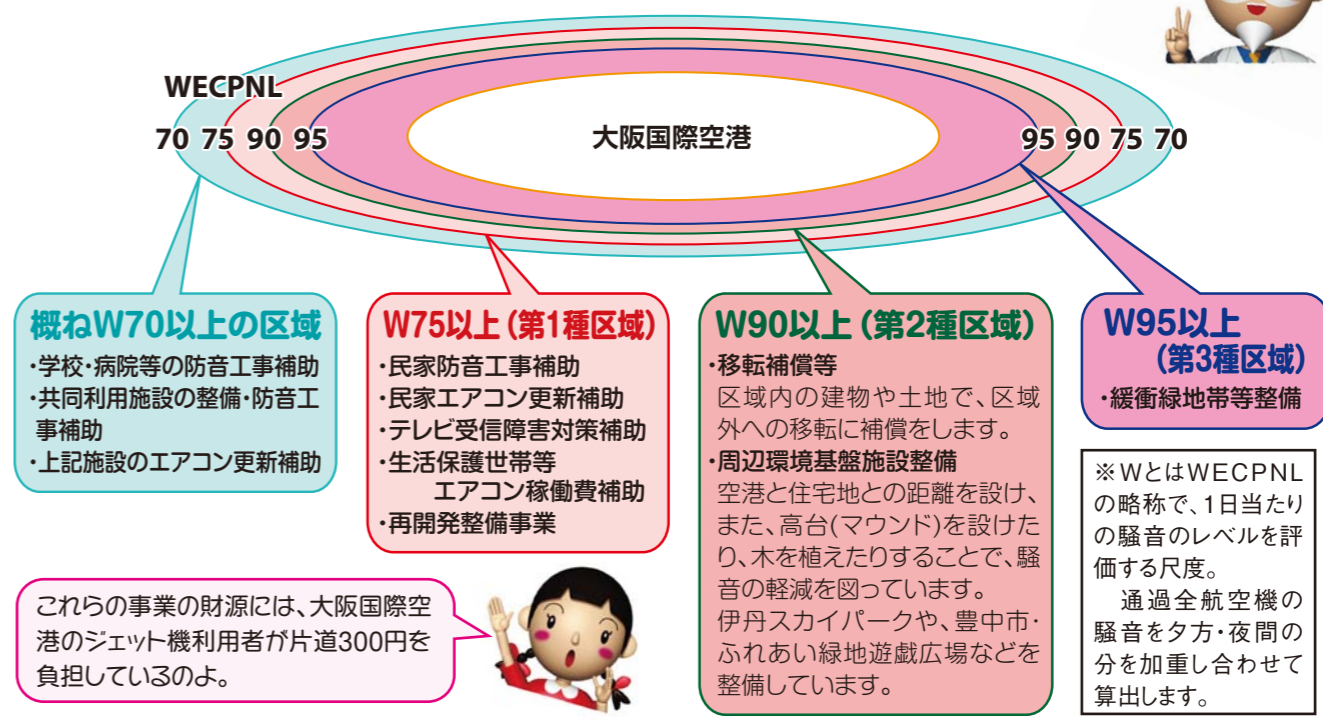 WECPNL
70 75 90 95
大阪国際空港
95 90 75 70
概ねW70以上の区域
・学校・病院等の防音工事補助
・共同利用施設の整備・防音工
事補助
・上記施設のエアコン更新補助
W75以上（第1種区域）
・民家防音工事補助
・民家エアコン更新補助
・テレビ受信障害対策補助
・生活保護世帯等
エアコン稼働費補助
・再開発整備事業
W90以上（第2種区域）
・移転補償等
区域内の建物や土地で、区域
外への移転に補償をします。
・周辺環境基盤施設整備
空港と住宅地との距離を設け、
また、高台(マウンド)を設けた
り、木を植えたりすることで、騒
音の軽減を図っています。
伊丹スカイパークや、豊中市・
ふれあい緑地遊戯広場などを
整備しています。
W95以上
（第3種区域）
・緩衝緑地帯等整備
※WとはWECPNL
の略称で、1日当たり
の騒音のレベルを評
価する尺度。
通過全航空機の
騒音を夕方・夜間の
分を加重し合わせて
算出します。
これらの事業の財源には、大阪国際空
港のジェット機利用者が片道300円を
負担しているのよ。